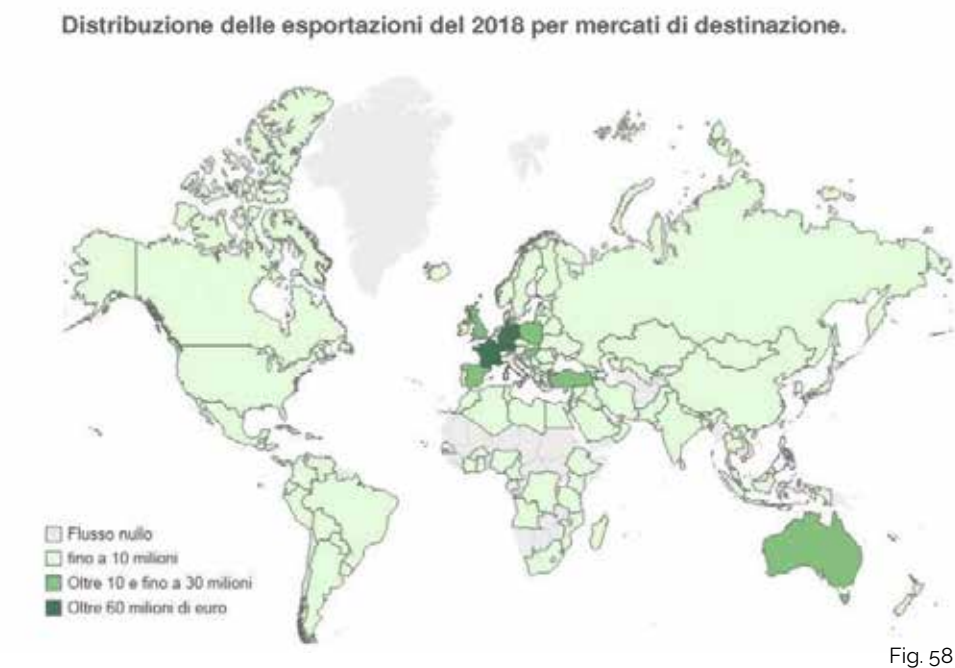 Distribuzione delle esportazioni del 2018 per mercati di destinazione.
Flusso nullo
fino a 10 milioni
Oltre 10 e fino a 30 milioni
Oltre 60 milioni di euro
Fig. 58